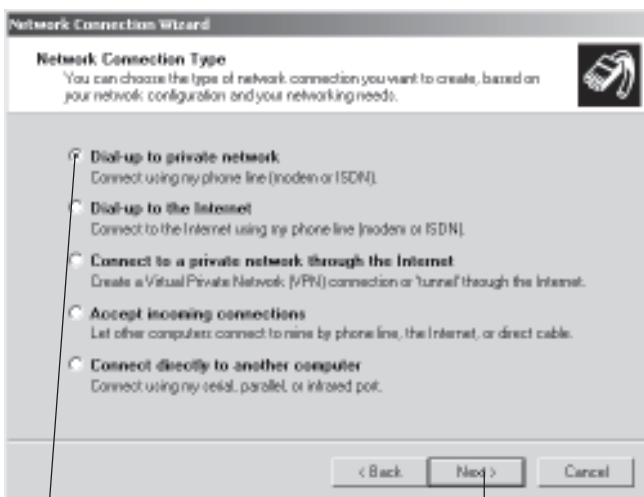 Network Connection Wizard
Network Connection Type
You can choose the type of network connection you want to create, based on
your network configuration and your networking needs.
Dial-up to private network
Connect using my phone line (modem or ISDN).
Dial-up to the Internet
Connect to the Internet using my phone line (modem or ISDN).
Connect to a private network through the Internet
Create a Virtual Private Network (VPN) connection or 'tunnel' through the Internet.
Accept incoming connections
Let other computers connect to mine by phone line, the Internet, or direct cable.
Connect directly to another computer
Connect using my serial, parallel, or infrared port.
< Back Next > Cancel